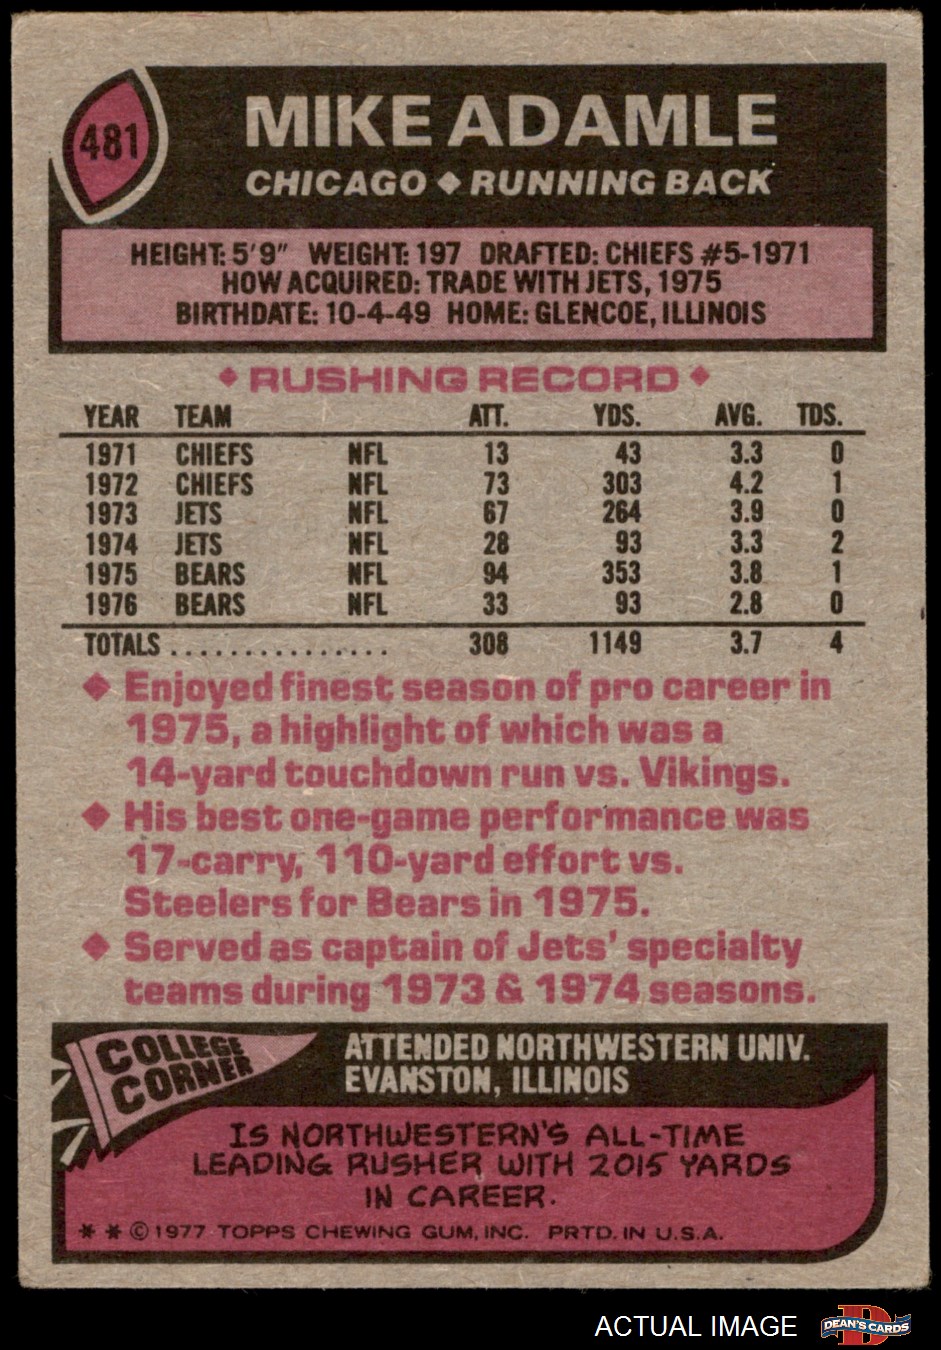 481
MIKE ADAMLE
CHICAGO ◆ RUNNING BACK
HEIGHT: 5'9" WEIGHT: 197 DRAFTED: CHIEFS #5-1971
HOW ACQUIRED: TRADE WITH JETS, 1975
BIRTHDATE: 10-4-49 HOME: GLENCOE, ILLINOIS
◆ RUSHING RECORD ◆
YEAR TEAM ATT. YDS. AVG. TDS.
1971 CHIEFS NFL 13 43 3.3 0
1972 CHIEFS NFL 73 303 4.2 1
1973 JETS NFL 67 264 3.9 0
1974 JETS NFL 28 93 3.3 2
1975 BEARS NFL 94 353 3.8 1
1976 BEARS NFL 33 93 2.8 0
TOTALS ............... 308 1149 3.7 4
◆ Enjoyed finest season of pro career in
1975, a highlight of which was a
14-yard touchdown run vs. Vikings.
◆ His best one-game performance was
17-carry, 110-yard effort vs.
Steelers for Bears in 1975.
◆ Served as captain of Jets' specialty
teams during 1973 & 1974 seasons.
COLLEGE
CORNER
ATTENDED NORTHWESTERN UNIV.
EVANSTON, ILLINOIS
IS NORTHWESTERN'S ALL-TIME
LEADING RUSHER WITH 2015 YARDS
IN CAREER.
* * © 1977 TOPPS CHEWING GUM, INC. PRTD. IN U.S.A.
ACTUAL IMAGE
D
DEAN'S CARDS